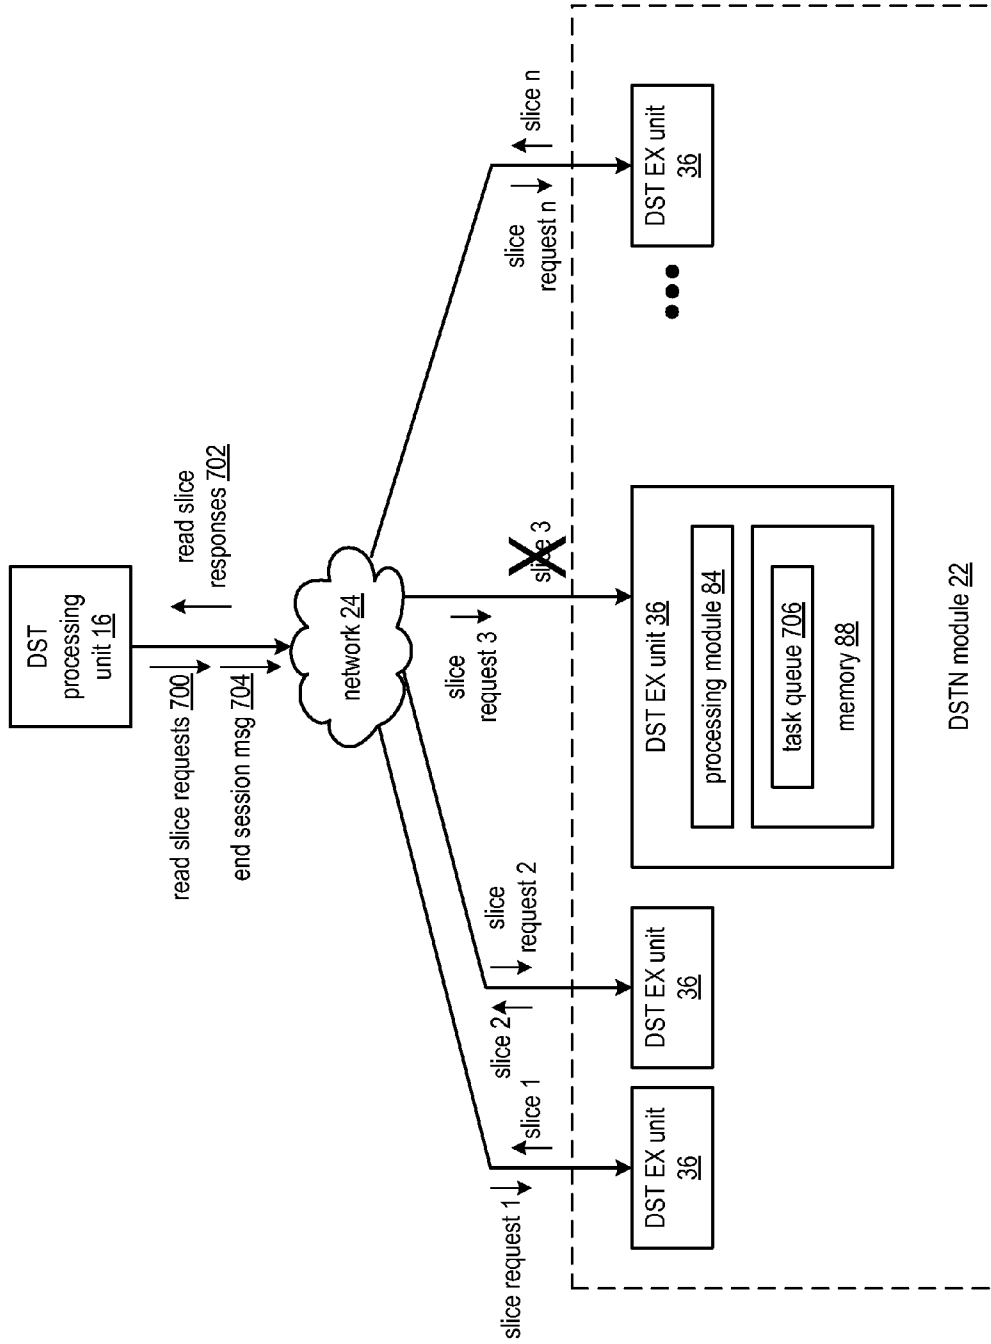 DST
processing
unit 16
read slice requests 700
end session msg 704
read slice
responses 702
network 24
slice request 1
slice 1
slice 2
slice
request 2
slice
request 3
slice 3
slice
request n
slice n
DST EX unit
36
DST EX unit
36
DST EX unit 36
processing module 84
task queue 706
memory 88
DST EX unit
36
DSTN module 22